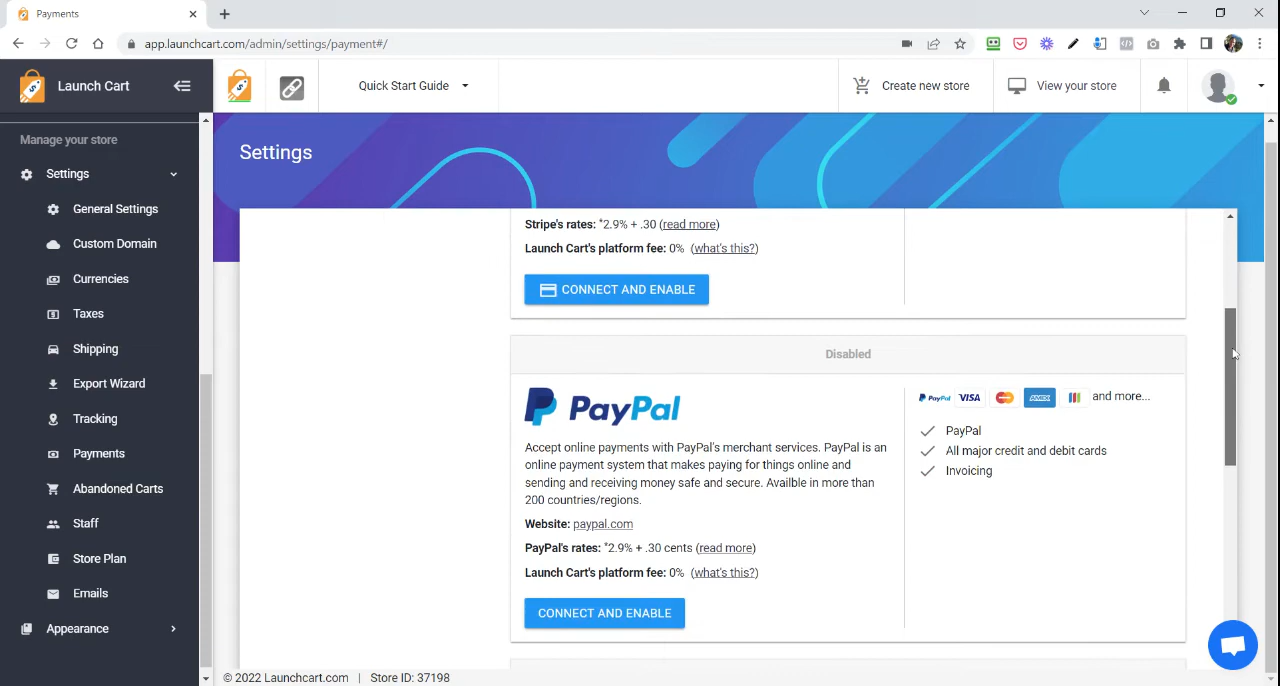 Payments
app.launchcart.com/admin/settings/payment#/
Launch Cart
Quick Start Guide
Create new store
View your store
Manage your store
Settings
General Settings
Custom Domain
Currencies
Taxes
Shipping
Export Wizard
Tracking
Payments
Abandoned Carts
Staff
Store Plan
Emails
Appearance
Settings
Stripe's rates: *2.9% + .30 (read more)
Launch Cart's platform fee: 0% (what's this?)
CONNECT AND ENABLE
Disabled
PayPal
Accept online payments with PayPal's merchant services. PayPal is an
online payment system that makes paying for things online and
sending and receiving money safe and secure. Availble in more than
200 countries/regions.
Website: paypal.com
PayPal's rates: *2.9% + .30 cents (read more)
Launch Cart's platform fee: 0% (what's this?)
CONNECT AND ENABLE
PayPal VISA AMEX and more...
PayPal
All major credit and debit cards
Invoicing
© 2022 Launchcart.com | Store ID: 37198